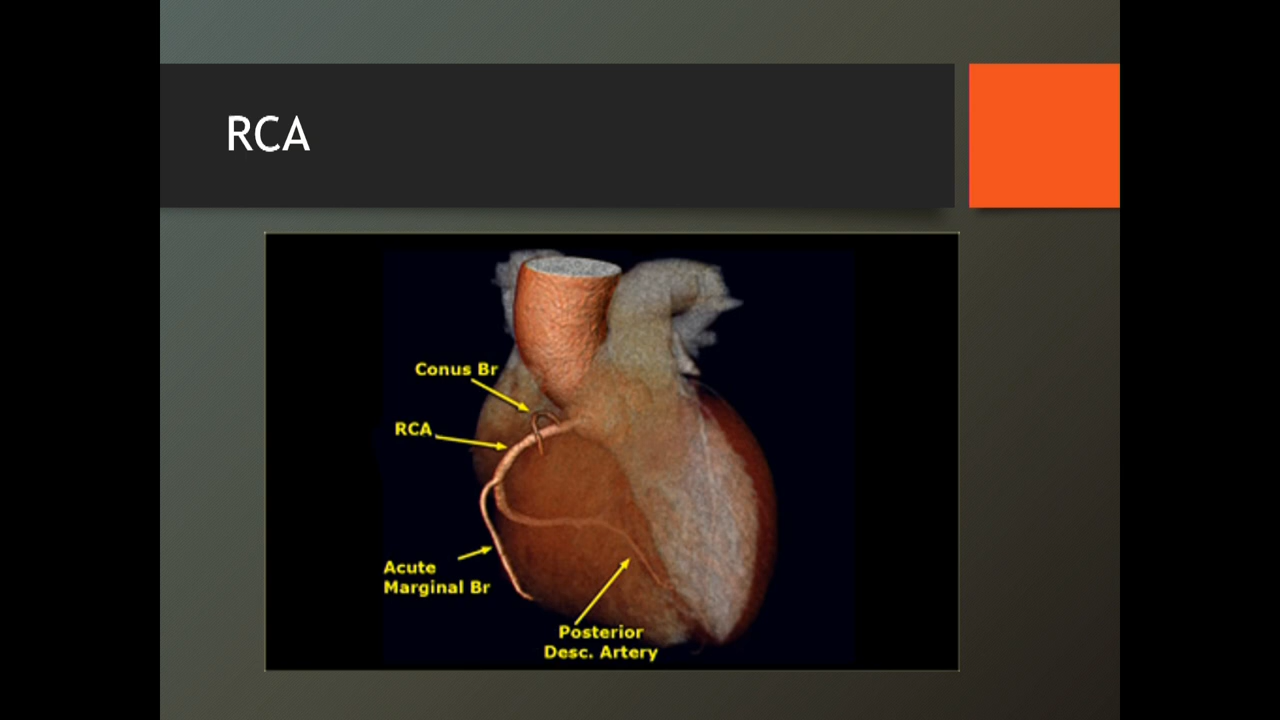 RCA
Conus Br
RCA
Acute
Marginal Br
Posterior
Desc. Artery